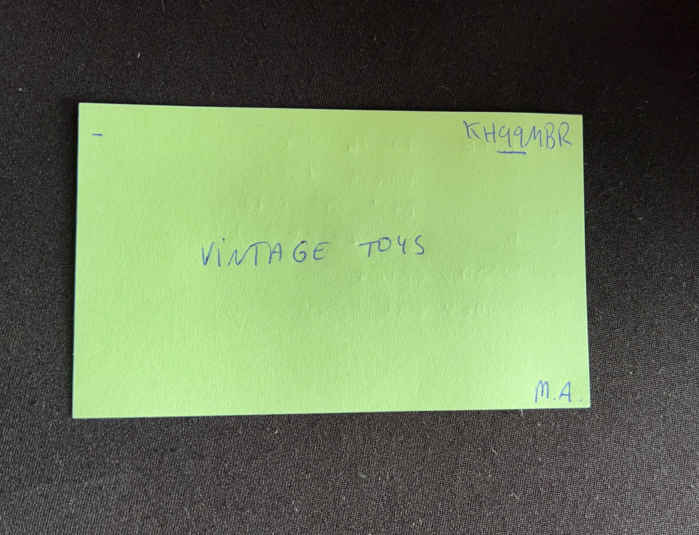 -
KH99MBR
ViNTAGE TOYS
M.A.